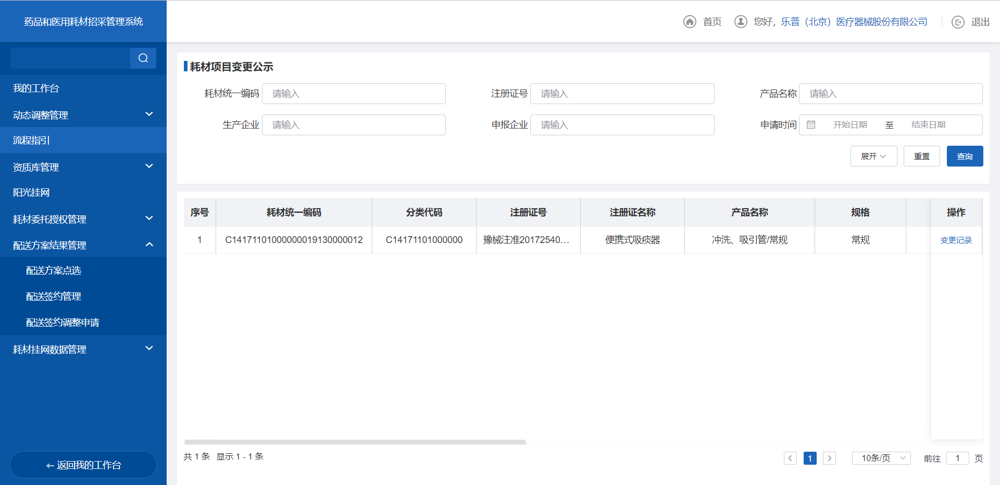 药品和医用耗材招采管理系统
首页
您好，乐普（北京）医疗器械股份有限公司
退出
我的工作台
动态调整管理
流程指引
资质库管理
阳光挂网
耗材委托授权管理
配送方案结果管理
配送方案点选
配送签约管理
配送签约调整申请
耗材挂网数据管理
返回我的工作台
耗材项目变更公示
耗材统一编码 请输入
注册证号 请输入
产品名称 请输入
生产企业 请输入
申报企业 请输入
申请时间 开始日期 至 结束日期
展开 重置 查询
序号 耗材统一编码 分类代码 注册证号 注册证名称 产品名称 规格 操作
1 C14171101000000019130000012 C14171101000000 豫械注准20172540... 便携式吸痰器 冲洗、吸引管/常规 常规 变更记录
共 1 条 显示 1 - 1 条
1 10条/页 前往 1 页